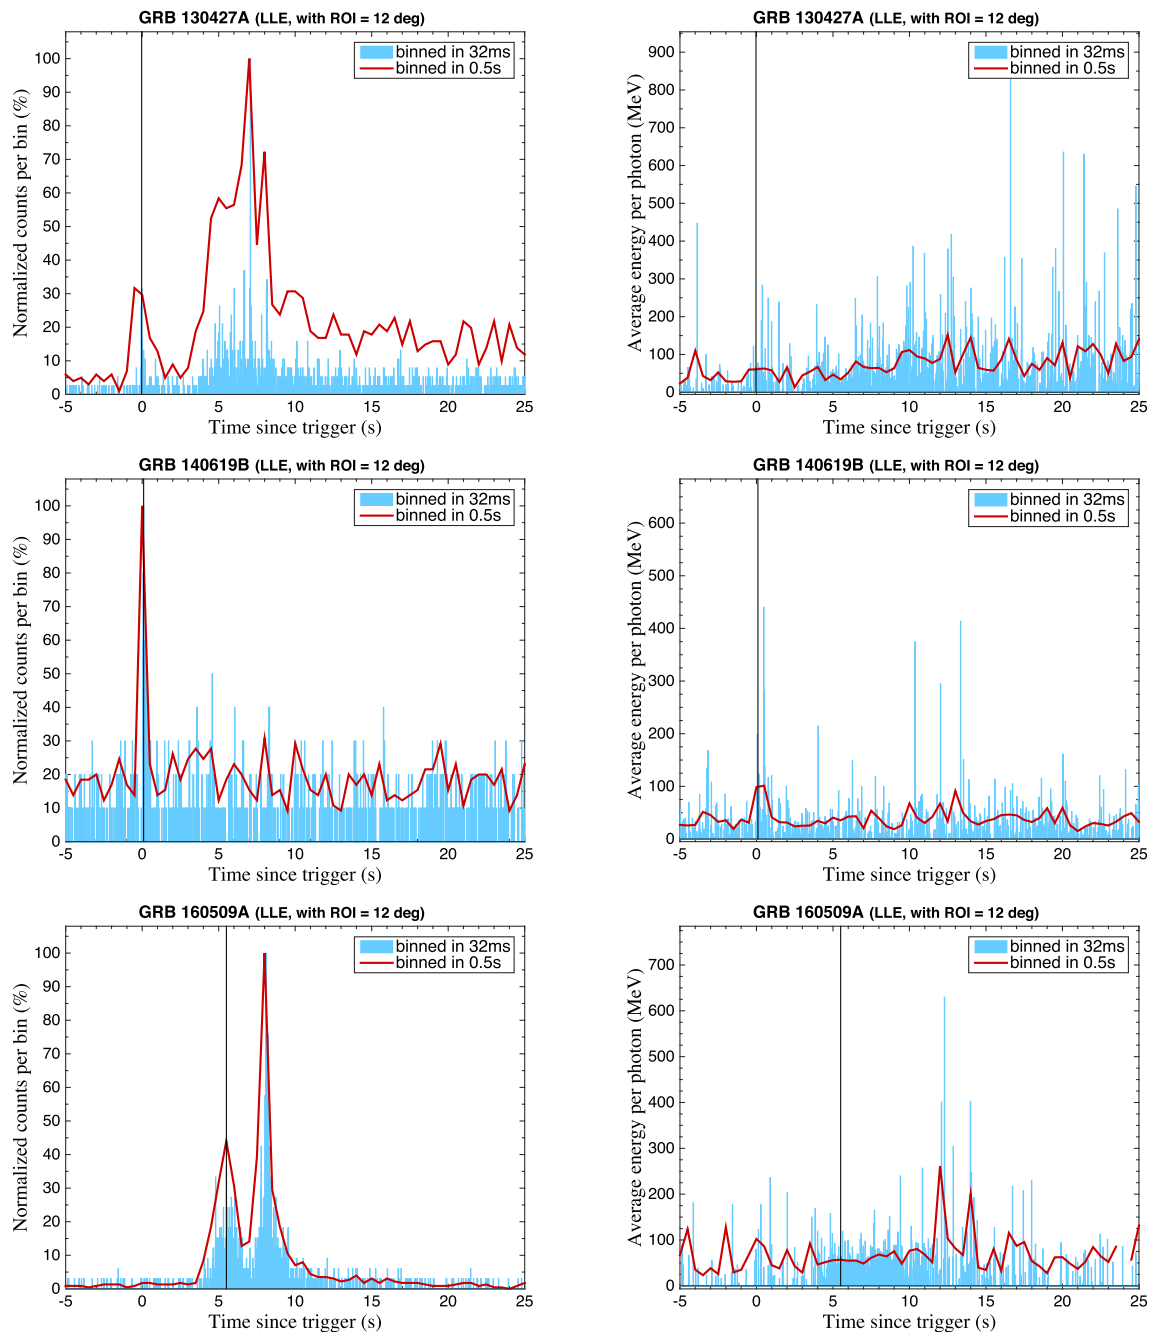 GRB 130427A (LLE, with ROI = 12 deg)
binned in 32ms
binned in 0.5s
Normalized counts per bin (%)
100
90
80
70
60
50
40
30
20
10
0
-5 0 5 10 15 20 25
Time since trigger (s)
GRB 130427A (LLE, with ROI = 12 deg)
binned in 32ms
binned in 0.5s
Average energy per photon (MeV)
900
800
700
600
500
400
300
200
100
0
-5 0 5 10 15 20 25
Time since trigger (s)
GRB 140619B (LLE, with ROI = 12 deg)
binned in 32ms
binned in 0.5s
Normalized counts per bin (%)
100
90
80
70
60
50
40
30
20
10
0
-5 0 5 10 15 20 25
Time since trigger (s)
GRB 140619B (LLE, with ROI = 12 deg)
binned in 32ms
binned in 0.5s
Average energy per photon (MeV)
600
500
400
300
200
100
0
-5 0 5 10 15 20 25
Time since trigger (s)
GRB 160509A (LLE, with ROI = 12 deg)
binned in 32ms
binned in 0.5s
Normalized counts per bin (%)
100
90
80
70
60
50
40
30
20
10
0
-5 0 5 10 15 20 25
Time since trigger (s)
GRB 160509A (LLE, with ROI = 12 deg)
binned in 32ms
binned in 0.5s
Average energy per photon (MeV)
700
600
500
400
300
200
100
0
-5 0 5 10 15 20 25
Time since trigger (s)